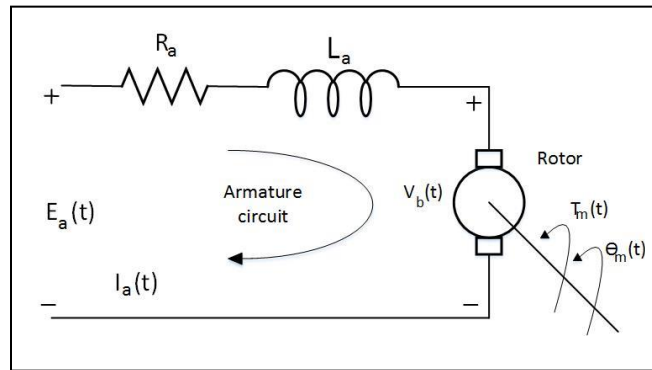 R_a
L_a
+
+
Rotor
Armature
circuit
V_b(t)
T_m(t)
E_a(t)
Θ_m(t)
I_a(t)
−
−